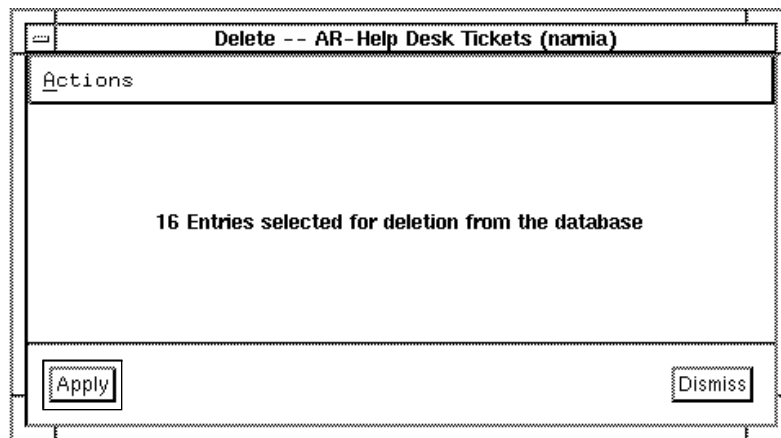 Delete -- AR-Help Desk Tickets (narnia)
Actions
16 Entries selected for deletion from the database
Apply Dismiss